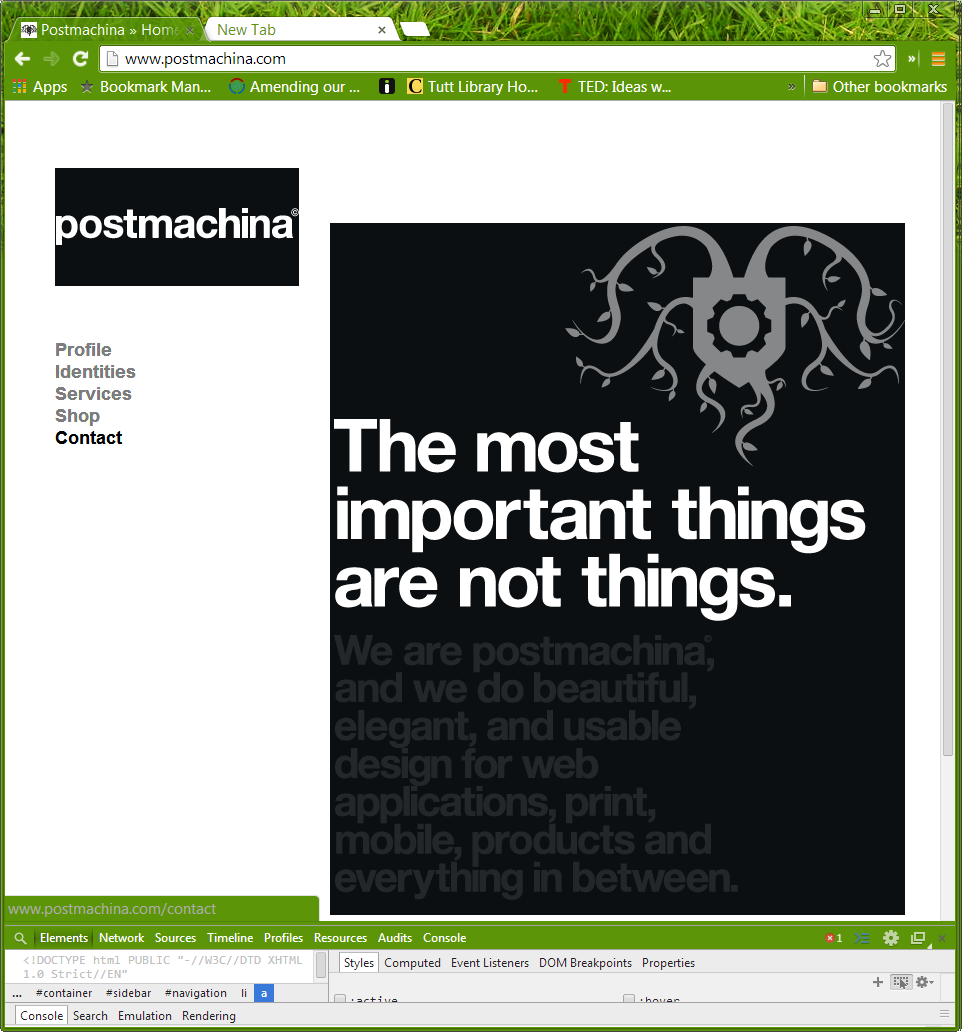 Postmachina » Home
New Tab
www.postmachina.com
Apps
Bookmark Man...
Amending our ...
Tutt Library Ho...
TED: Ideas w...
»
Other bookmarks
postmachina©
Profile
Identities
Services
Shop
Contact
The most
important things
are not things.
We are postmachina,
and we do beautiful,
elegant, and usable
design for web
applications, print,
mobile, products and
everything in between.
www.postmachina.com/contact
Elements Network Sources Timeline Profiles Resources Audits Console
1
<!DOCTYPE html PUBLIC "-//W3C//DTD XHTML
1.0 Strict//EN"
... #container #sidebar #navigation li a
Styles Computed Event Listeners DOM Breakpoints Properties
:active :hover
Console Search Emulation Rendering